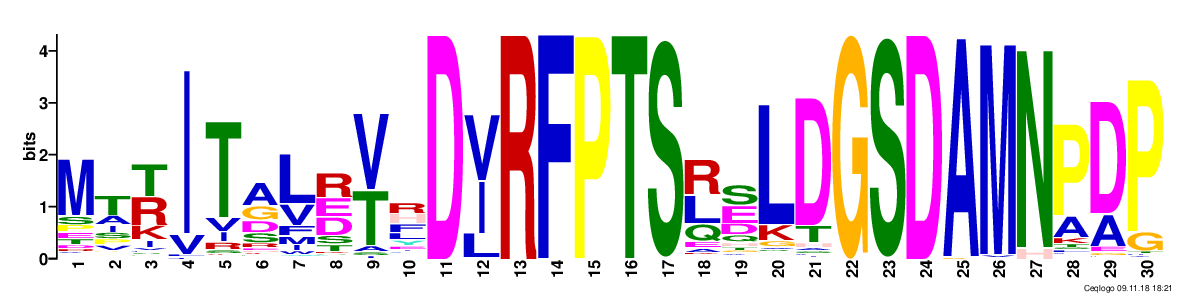 4
3
2
1
0
bits
M T T I T A L R V R D V R F P T S R S L D G S D A M N P D P
S A R V V G V E T H I L E K T A A G
P I K I D F D F L Q D G K
E G I R S M S A Y Q Q
T V
1 2 3 4 5 6 7 8 9 10 11 12 13 14 15 16 17 18 19 20 21 22 23 24 25 26 27 28 29 30
Ceqlogo 09.11.18 18:21